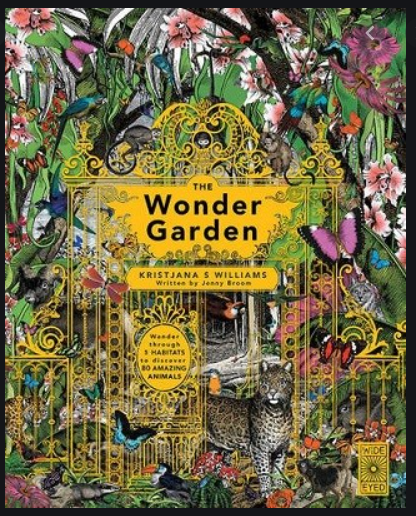 THE
Wonder
Garden
KRISTJANA S WILLIAMS
Written by Jenny Broom
Wander
through
5 HABITATS
to discover
80 AMAZING
ANIMALS
WIDE
EYED